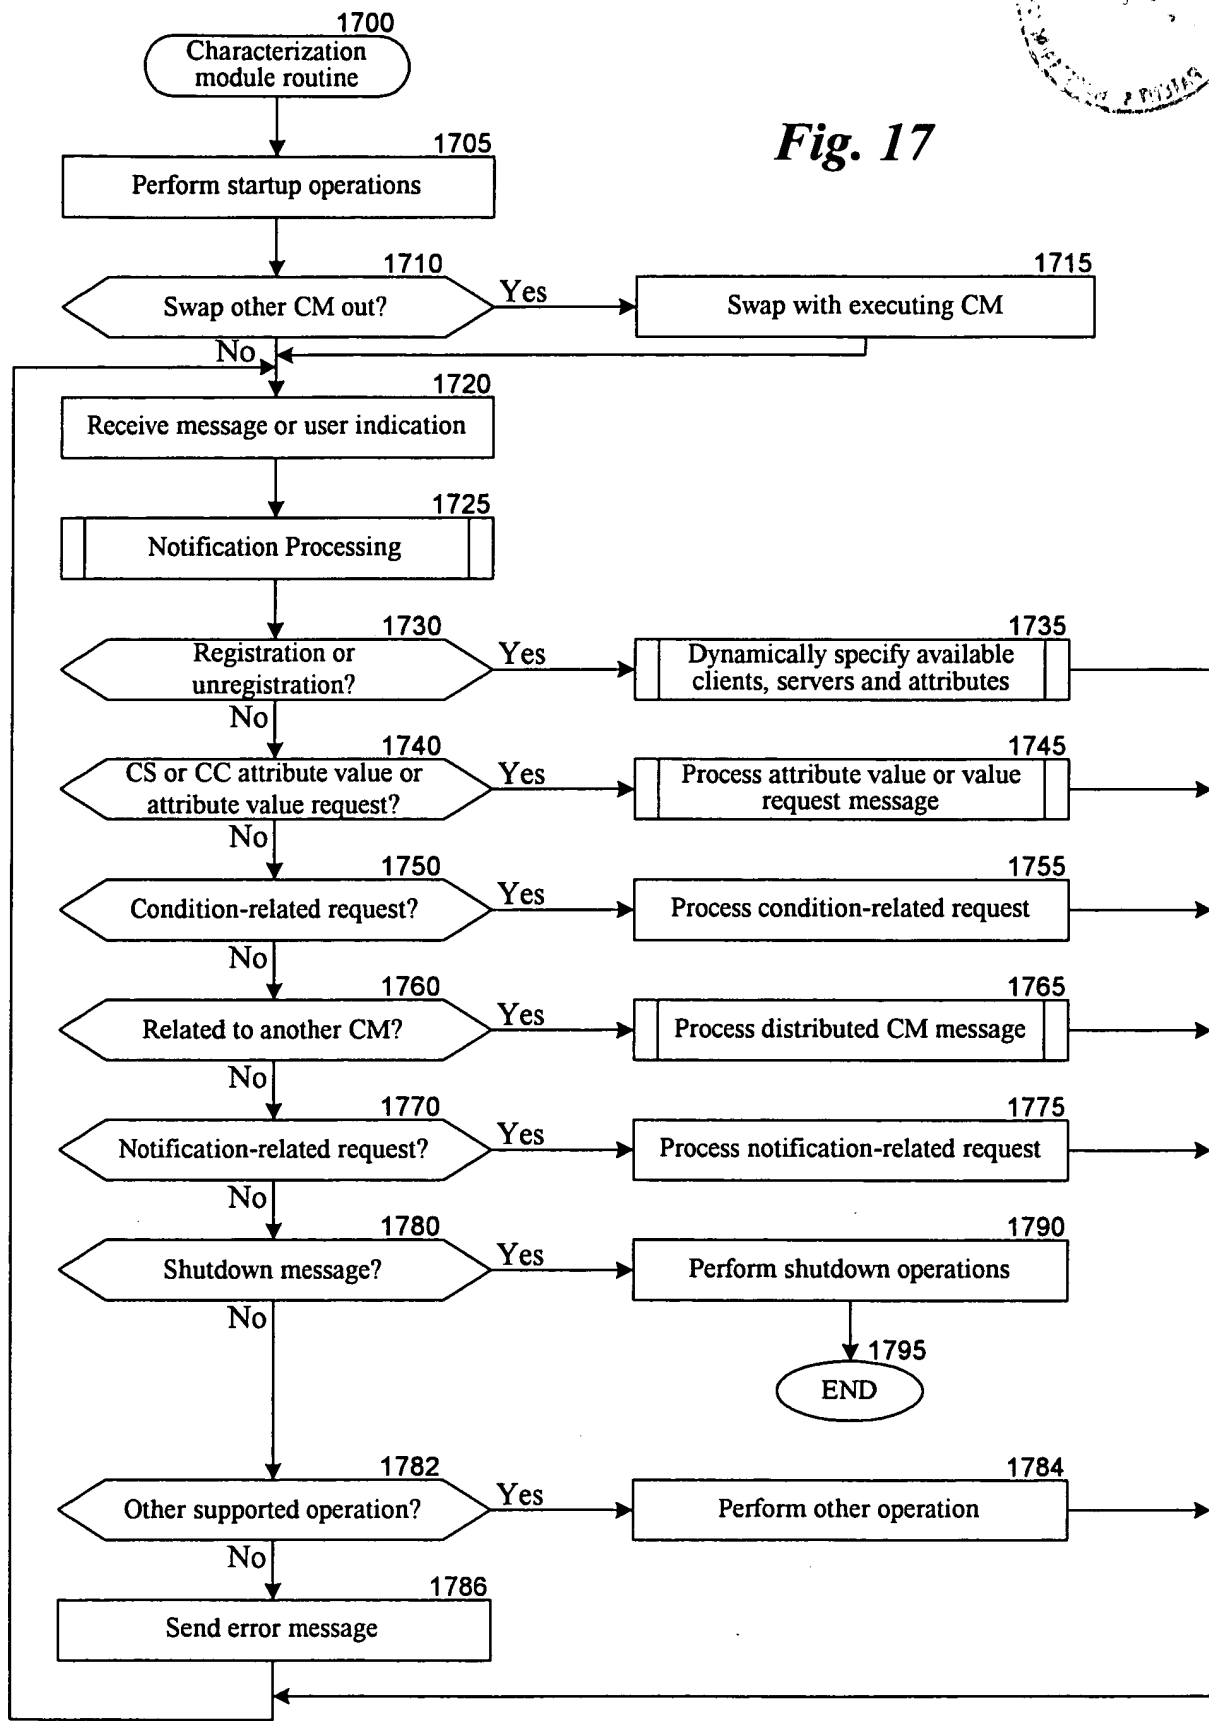 1700
Characterization
module routine
Fig. 17
1705
Perform startup operations
1710
Swap other CM out?
Yes
1715
Swap with executing CM
No
1720
Receive message or user indication
1725
Notification Processing
1730
Registration or
unregistration?
Yes
1735
Dynamically specify available
clients, servers and attributes
No
1740
CS or CC attribute value or
attribute value request?
Yes
1745
Process attribute value or value
request message
No
1750
Condition-related request?
Yes
1755
Process condition-related request
No
1760
Related to another CM?
Yes
1765
Process distributed CM message
No
1770
Notification-related request?
Yes
1775
Process notification-related request
No
1780
Shutdown message?
Yes
1790
Perform shutdown operations
No
1795
END
1782
Other supported operation?
Yes
1784
Perform other operation
No
1786
Send error message